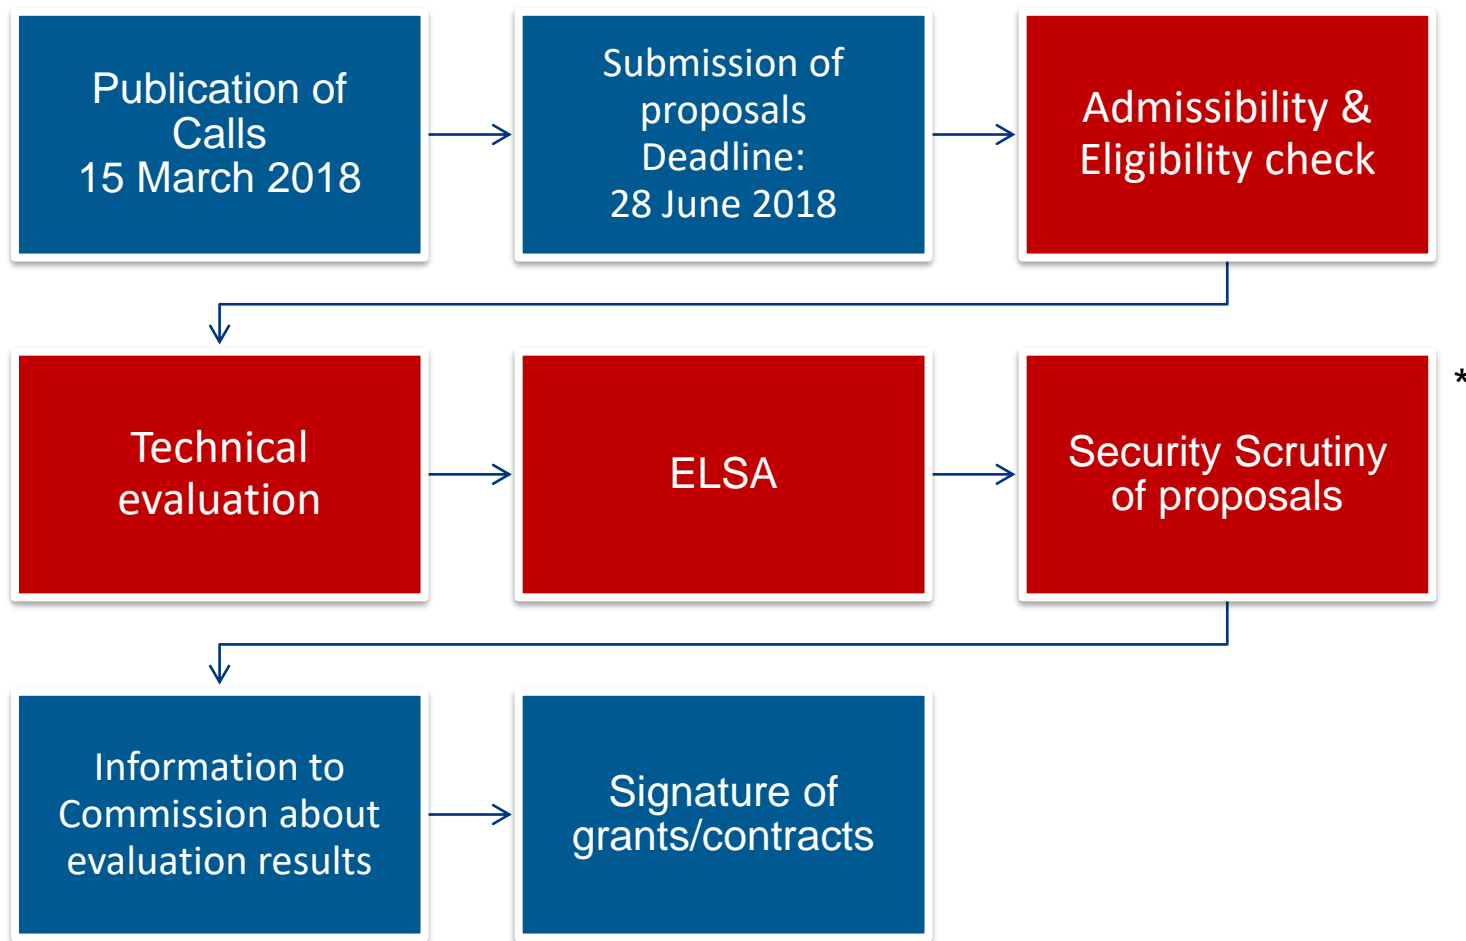 Publication of
Calls
15 March 2018
Submission of
proposals
Deadline:
28 June 2018
Admissibility &
Eligibility check
Technical
evaluation
ELSA
Security Scrutiny
of proposals
*
Information to
Commission about
evaluation results
Signature of
grants/contracts